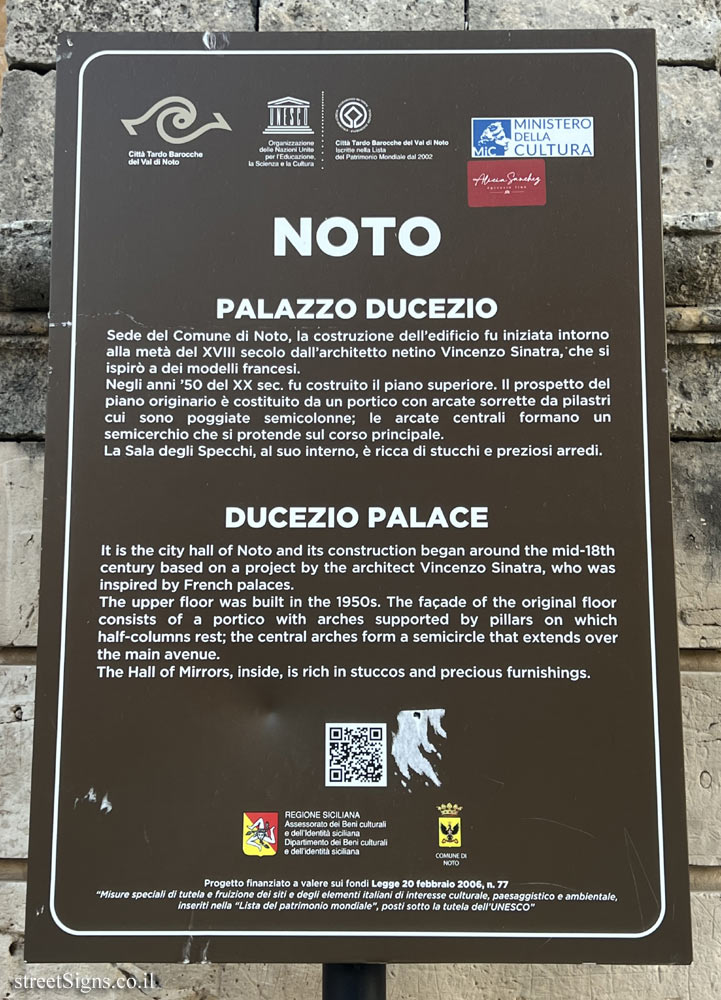 Città Tardo Barocche
del Val di Noto
UNESCO
Organizzazione
delle Nazioni Unite
per l'Educazione,
la Scienza e la Cultura
Città Tardo Barocche del Val di Noto
Iscritte nella Lista
del Patrimonio Mondiale dal 2002
MiC
MINISTERO
DELLA
CULTURA
Alecia Sanchez
NOTO
PALAZZO DUCEZIO
Sede del Comune di Noto, la costruzione dell'edificio fu iniziata intorno
alla metà del XVIII secolo dall'architetto netino Vincenzo Sinatra, che si
ispirò a dei modelli francesi.
Negli anni '50 del XX sec. fu costruito il piano superiore. Il prospetto del
piano originario è costituito da un portico con arcate sorrette da pilastri
cui sono poggiate semicolonne; le arcate centrali formano un
semicerchio che si protende sul corso principale.
La Sala degli Specchi, al suo interno, è ricca di stucchi e preziosi arredi.
DUCEZIO PALACE
It is the city hall of Noto and its construction began around the mid-18th
century based on a project by the architect Vincenzo Sinatra, who was
inspired by French palaces.
The upper floor was built in the 1950s. The façade of the original floor
consists of a portico with arches supported by pillars on which
half-columns rest; the central arches form a semicircle that extends over
the main avenue.
The Hall of Mirrors, inside, is rich in stuccos and precious furnishings.
REGIONE SICILIANA
Assessorato dei Beni culturali
e dell'Identità siciliana
Dipartimento dei Beni culturali
e dell'identità siciliana
COMUNE DI
NOTO
Progetto finanziato a valere sui fondi Legge 20 febbraio 2006, n. 77
"Misure speciali di tutela e fruizione dei siti e degli elementi italiani di interesse culturale, paesaggistico e ambientale,
inseriti nella "Lista del patrimonio mondiale", posti sotto la tutela dell'UNESCO"
streetSigns.co.il